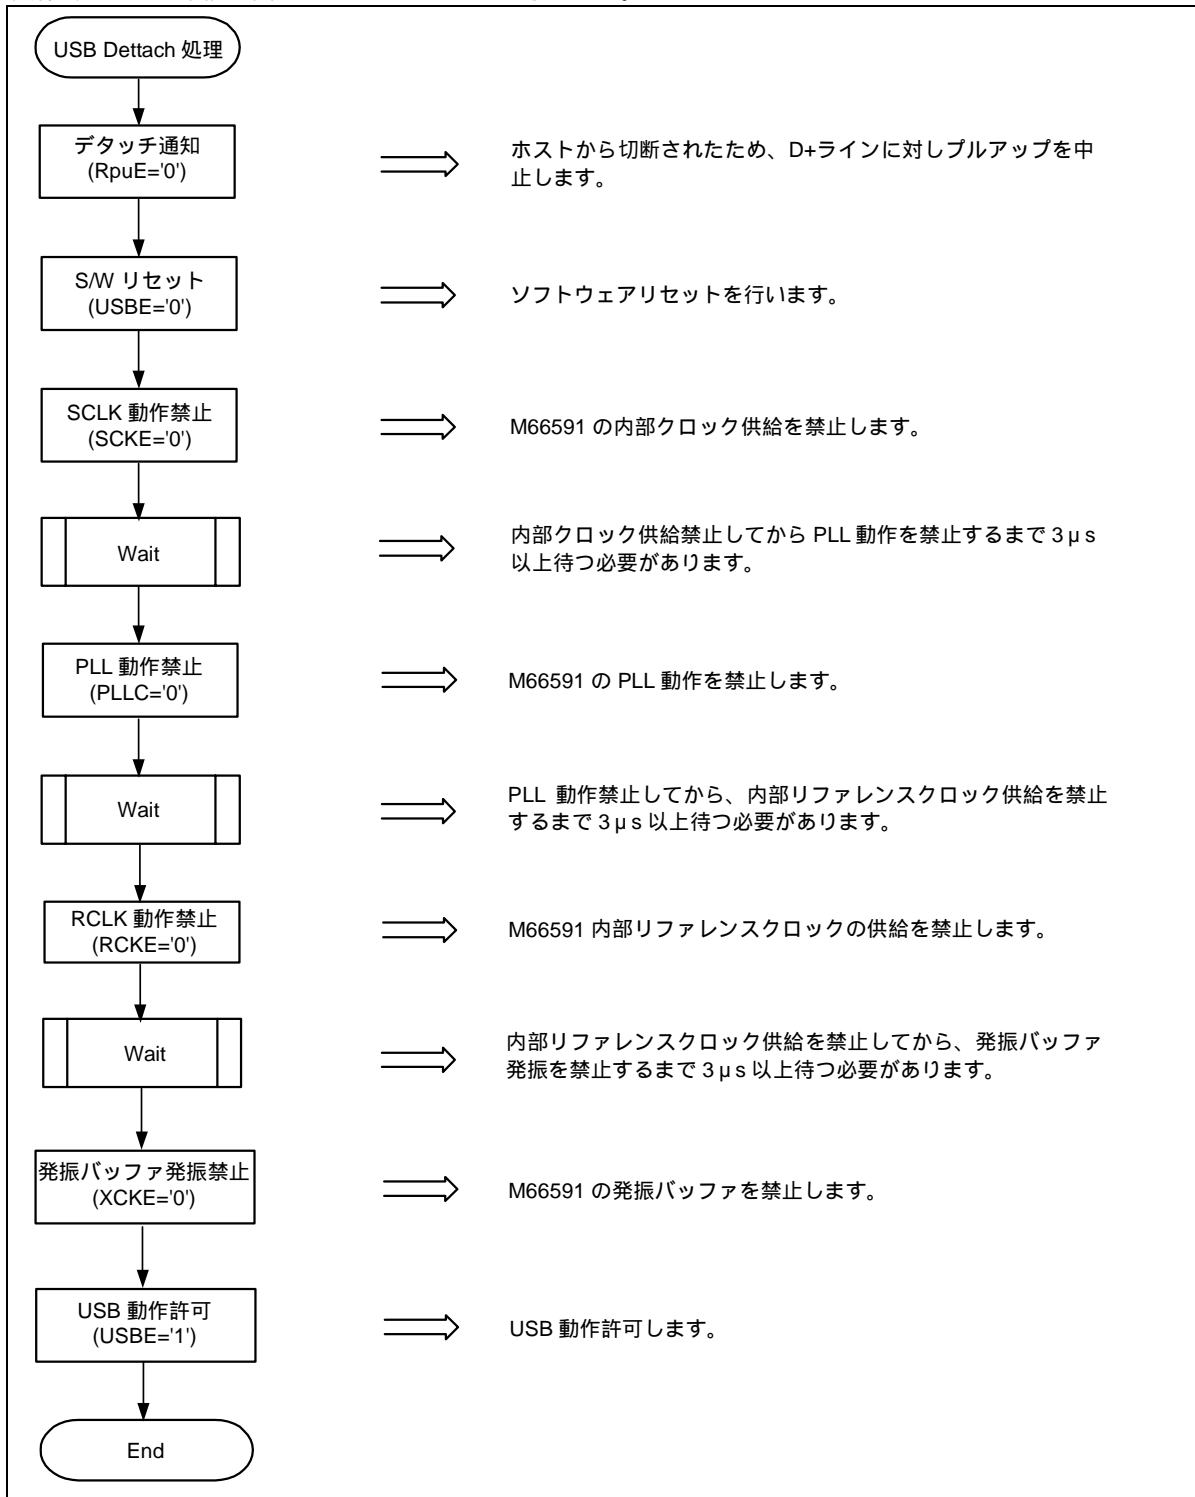 USB Dettach 処理
デタッチ通知
(RpuE='0')
ホストから切断されたため、D+ラインに対しプルアップを中
止します。
S/W リセット
(USBE='0')
ソフトウェアリセットを行います。
SCLK 動作禁止
(SCKE='0')
M66591 の内部クロック供給を禁止します。
Wait
内部クロック供給禁止してから PLL 動作を禁止するまで 3μs
以上待つ必要があります。
PLL 動作禁止
(PLLC='0')
M66591 の PLL 動作を禁止します。
Wait
PLL 動作禁止してから、内部リファレンスクロック供給を禁止
するまで 3μs 以上待つ必要があります。
RCLK 動作禁止
(RCKE='0')
M66591 内部リファレンスクロックの供給を禁止します。
Wait
内部リファレンスクロック供給を禁止してから、発振バッファ
発振を禁止するまで 3μs 以上待つ必要があります。
発振バッファ発振禁止
(XCKE='0')
M66591 の発振バッファを禁止します。
USB 動作許可
(USBE='1')
USB 動作許可します。
End